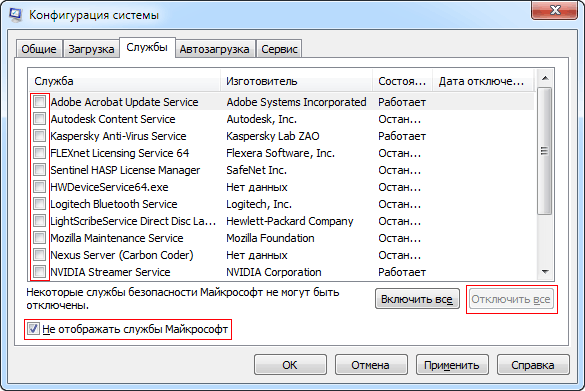 Конфигурация системы
Общие Загрузка Службы Автозагрузка Сервис
Служба Изготовитель Состоя... Дата отключе...
Adobe Acrobat Update Service Adobe Systems Incorporated Работает
Autodesk Content Service Autodesk, Inc. Остан...
Kaspersky Anti-Virus Service Kaspersky Lab ZAO Работает
FLEXnet Licensing Service 64 Flexera Software, Inc. Остан...
Sentinel HASP License Manager SafeNet Inc. Остан...
HWDeviceService64.exe Нет данных Остан...
Logitech Bluetooth Service Logitech, Inc. Остан...
LightScribeService Direct Disc La... Hewlett-Packard Company Остан...
Mozilla Maintenance Service Mozilla Foundation Остан...
Nexus Server (Carbon Coder) Нет данных Остан...
NVIDIA Streamer Service NVIDIA Corporation Работает
Некоторые службы безопасности Майкрософт не могут быть
отключены.
Включить все Отключить все
Не отображать службы Майкрософт
ОК Отмена Применить Справка